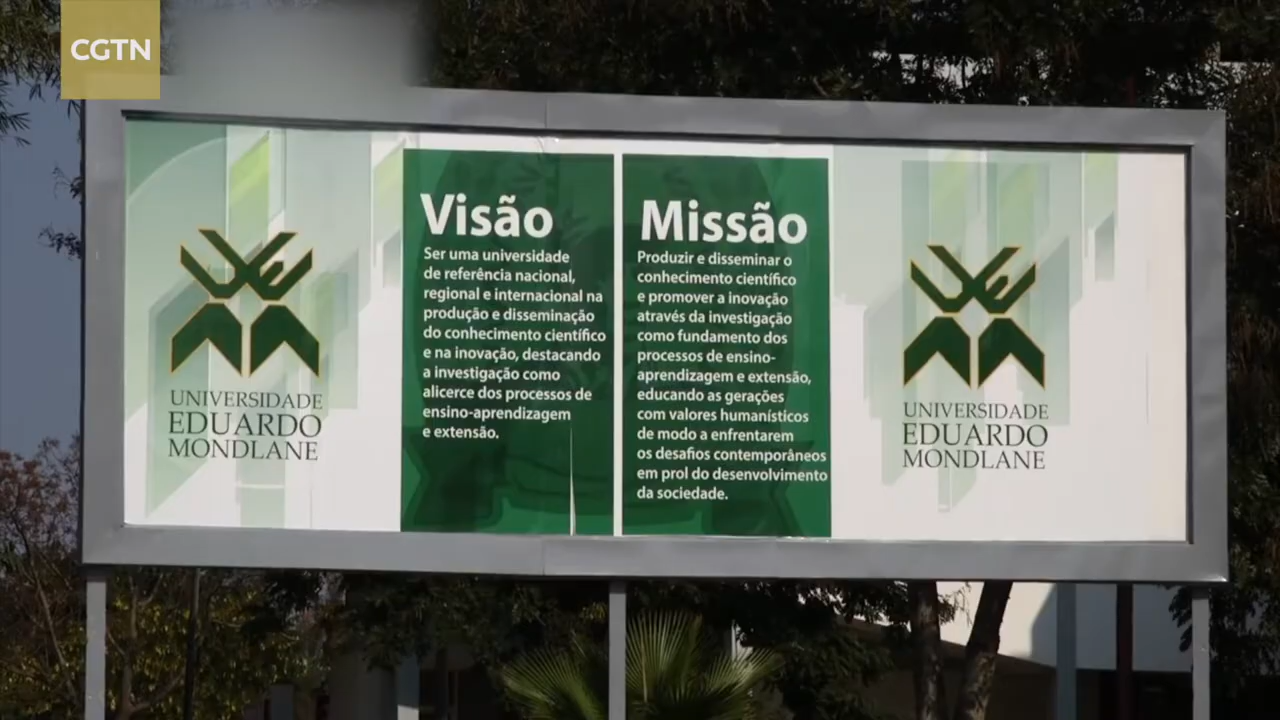 CGTN
UEM
UNIVERSIDADE
EDUARDO
MONDLANE
Visão
Ser uma universidade
de referência nacional,
regional e internacional na
produção e disseminação
do conhecimento científico
e na inovação, destacando
a investigação como
alicerce dos processos de
ensino-aprendizagem
e extensão.
Missão
Produzir e disseminar o
conhecimento científico
e promover a inovação
através da investigação
como fundamento dos
processos de ensino-
aprendizagem e extensão,
educando as gerações
com valores humanísticos
de modo a enfrentarem
os desafios contemporâneos
em prol do desenvolvimento
da sociedade.
UEM
UNIVERSIDADE
EDUARDO
MONDLANE